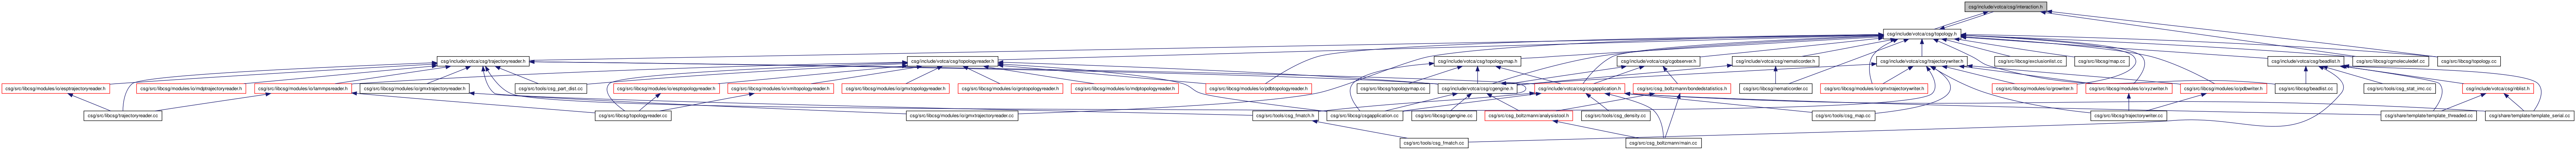 csg/include/votca/csg/interaction.h
csg/include/votca/csg/topology.h
csg/include/votca/csg/trajectoryreader.h
csg/include/votca/csg/topologyreader.h
csg/include/votca/csg/topologymap.h
csg/include/votca/csg/cgobserver.h
csg/include/votca/csg/nematicorder.h
csg/include/votca/csg/trajectorywriter.h
csg/src/libcsg/exclusionlist.cc
csg/src/libcsg/map.cc
csg/include/votca/csg/beadlist.h
csg/src/libcsg/cgmoleculedef.cc
csg/src/libcsg/topology.cc
csg/src/libcsg/modules/io/esptrajectoryreader.h
csg/src/libcsg/modules/io/mdptrajectoryreader.h
csg/src/libcsg/modules/io/lammpsreader.h
csg/src/libcsg/modules/io/gmxtrajectoryreader.h
csg/src/tools/csg_part_dist.cc
csg/src/libcsg/modules/io/esptopologyreader.h
csg/src/libcsg/modules/io/xmltopologyreader.h
csg/src/libcsg/modules/io/gmxtopologyreader.h
csg/src/libcsg/modules/io/grotopologyreader.h
csg/src/libcsg/modules/io/mdptopologyreader.h
csg/src/libcsg/modules/io/pdbtopologyreader.h
csg/src/libcsg/topologymap.cc
csg/include/votca/csg/cgengine.h
csg/include/votca/csg/csgapplication.h
csg/src/csg_boltzmann/bondedstatistics.h
csg/src/libcsg/nematicorder.cc
csg/src/libcsg/modules/io/gmxtrajectorywriter.h
csg/src/libcsg/modules/io/growriter.h
csg/src/libcsg/modules/io/xyzwriter.h
csg/src/libcsg/modules/io/pdbwriter.h
csg/src/libcsg/beadlist.cc
csg/src/tools/csg_stat_imc.cc
csg/include/votca/csg/nblist.h
csg/src/libcsg/trajectoryreader.cc
csg/src/libcsg/topologyreader.cc
csg/src/libcsg/modules/io/gmxtrajectoryreader.cc
csg/src/tools/csg_fmatch.h
csg/src/libcsg/csgapplication.cc
csg/src/libcsg/cgengine.cc
csg/src/csg_boltzmann/analysistool.h
csg/src/tools/csg_density.cc
csg/src/tools/csg_map.cc
csg/src/libcsg/trajectorywriter.cc
csg/share/template/template_threaded.cc
csg/share/template/template_serial.cc
csg/src/tools/csg_fmatch.cc
csg/src/csg_boltzmann/main.cc